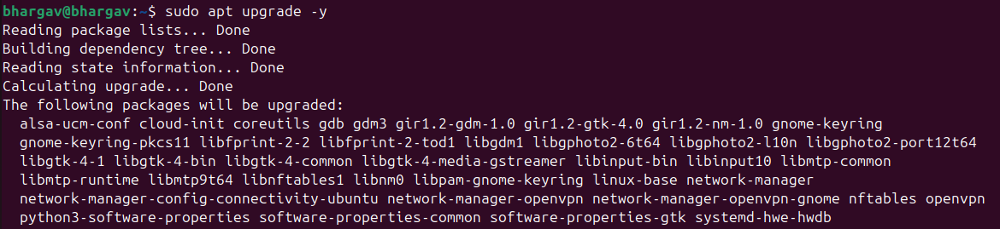 bhargav@bhargav:~$ sudo apt upgrade -y
Reading package lists... Done
Building dependency tree... Done
Reading state information... Done
Calculating upgrade... Done
The following packages will be upgraded:
  alsa-ucm-conf cloud-init coreutils gdb gdm3 gir1.2-gdm-1.0 gir1.2-gtk-4.0 gir1.2-nm-1.0 gnome-keyring
  gnome-keyring-pkcs11 libfprint-2-2 libfprint-2-tod1 libgdm1 libgphoto2-6t64 libgphoto2-l10n libgphoto2-port12t64
  libgtk-4-1 libgtk-4-bin libgtk-4-common libgtk-4-media-gstreamer libinput-bin libinput10 libmtp-common
  libmtp-runtime libmtp9t64 libnftables1 libnm0 libpam-gnome-keyring linux-base network-manager
  network-manager-config-connectivity-ubuntu network-manager-openvpn network-manager-openvpn-gnome nftables openvpn
  python3-software-properties software-properties-common software-properties-gtk systemd-hwe-hwdb